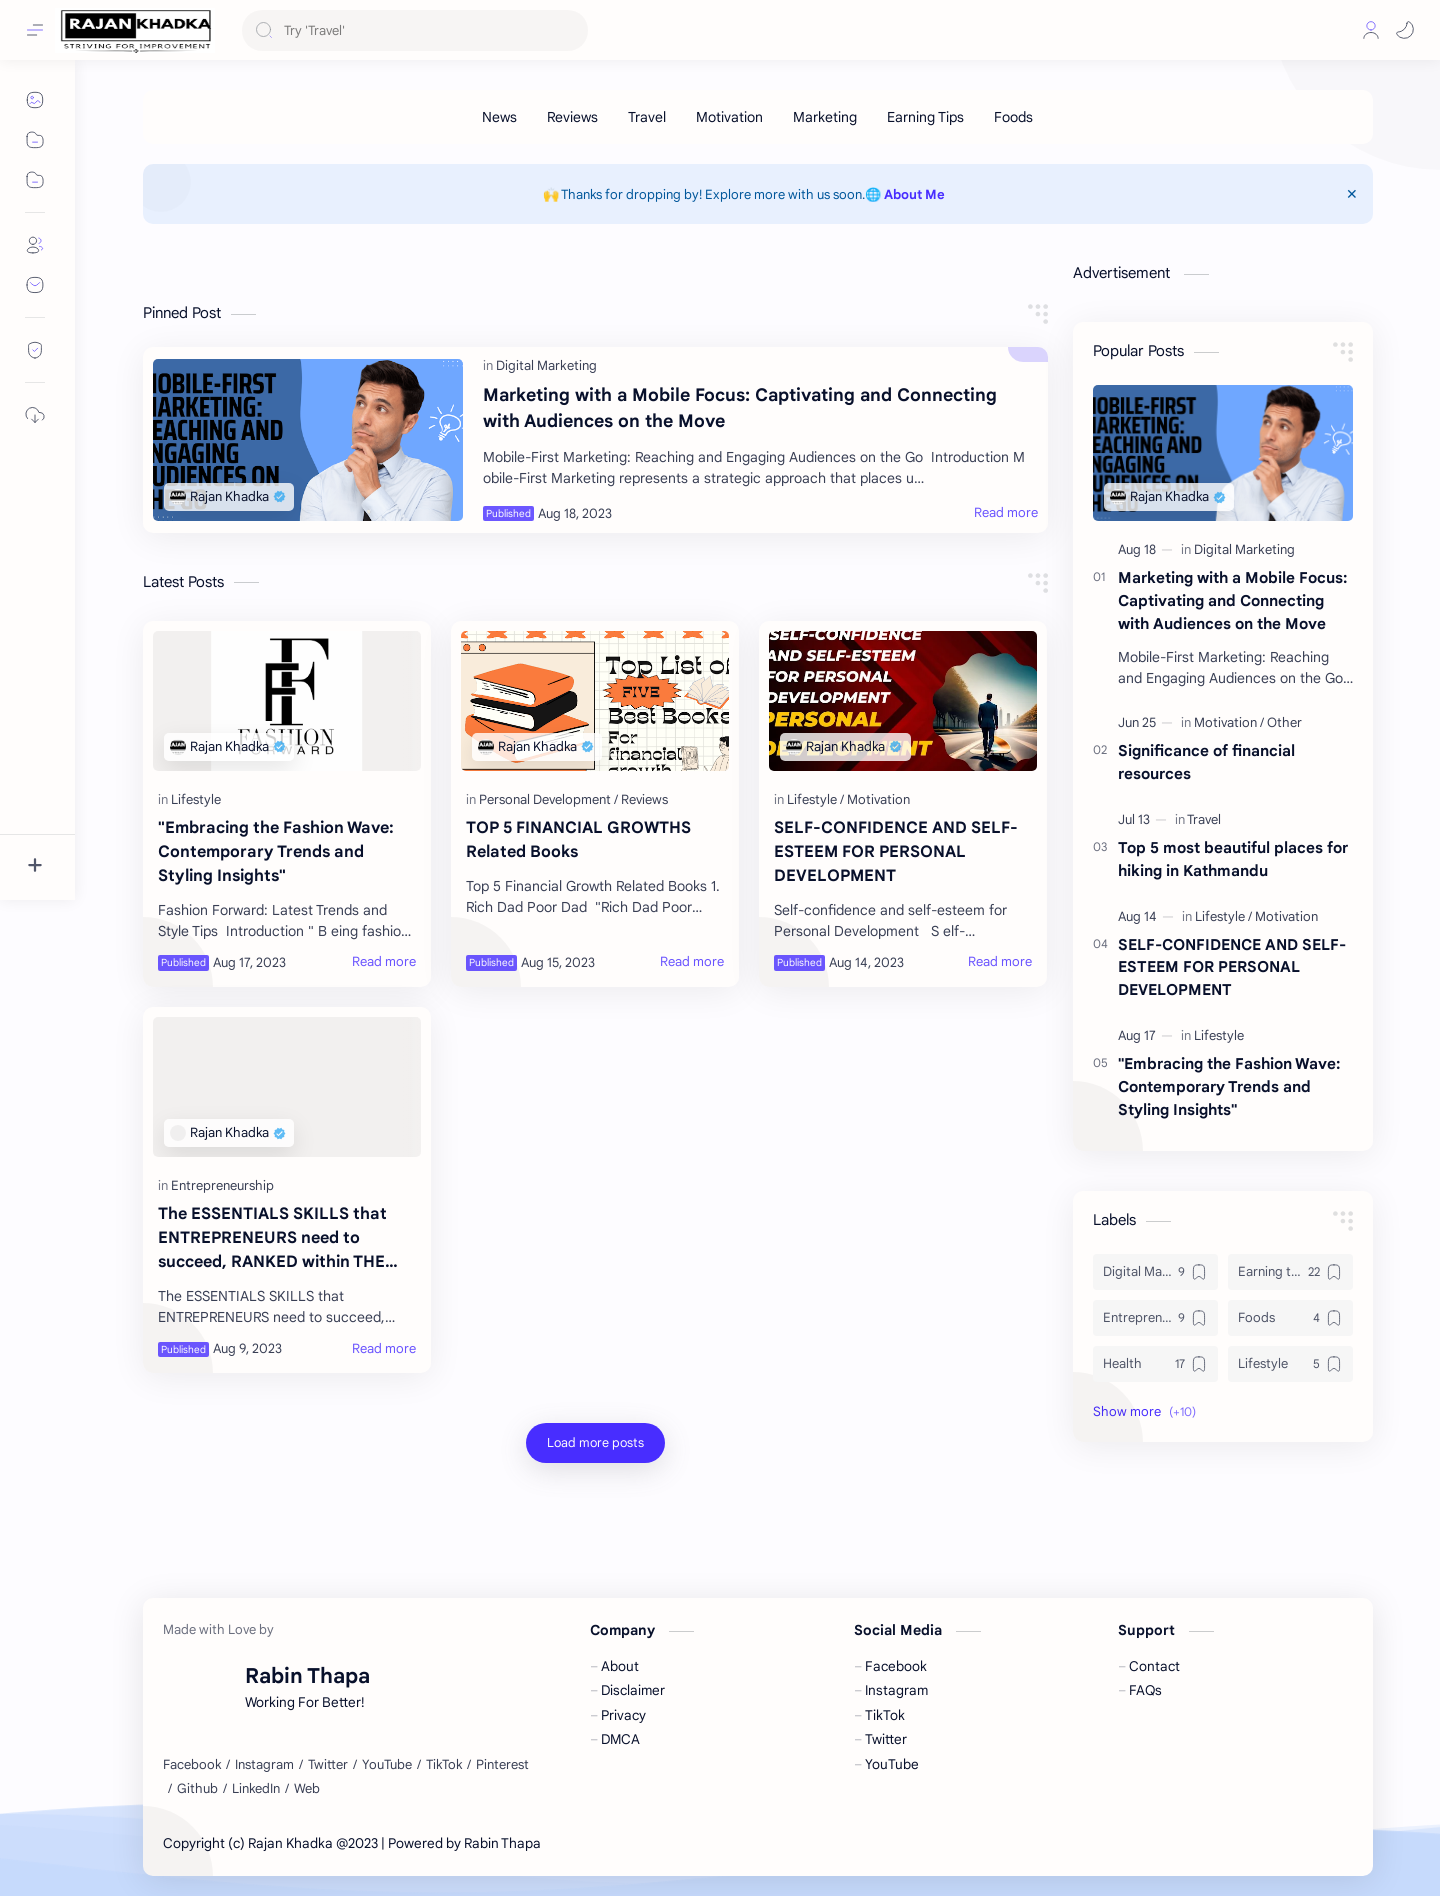 RAJAN KHADKA
STRIVING FOR IMPROVEMENT
Try 'Travel'
News Reviews Travel Motivation Marketing Earning Tips Foods
🙌 Thanks for dropping by! Explore more with us soon.🌐 About Me
Pinned Post
MOBILE-FIRST
MARKETING:
REACHING AND
ENGAGING
AUDIENCES ON
THE GO
Rajan Khadka
in Digital Marketing
Marketing with a Mobile Focus: Captivating and Connecting
with Audiences on the Move
Mobile-First Marketing: Reaching and Engaging Audiences on the Go Introduction M
obile-First Marketing represents a strategic approach that places u...
Published Aug 18, 2023 Read more
Latest Posts
FASHION
FORWARD
Rajan Khadka
in Lifestyle
"Embracing the Fashion Wave:
Contemporary Trends and
Styling Insights"
Fashion Forward: Latest Trends and
Style Tips Introduction " B eing fashio...
Published Aug 17, 2023 Read more
Top List of
FIVE
Best Books
For
financial
growth
Rajan Khadka
in Personal Development / Reviews
TOP 5 FINANCIAL GROWTHS
Related Books
Top 5 Financial Growth Related Books 1.
Rich Dad Poor Dad "Rich Dad Poor...
Published Aug 15, 2023 Read more
SELF-CONFIDENCE
AND SELF-ESTEEM
FOR PERSONAL
DEVELOPMENT
PERSONAL
DEVELOPMENT
Rajan Khadka
in Lifestyle / Motivation
SELF-CONFIDENCE AND SELF-
ESTEEM FOR PERSONAL
DEVELOPMENT
Self-confidence and self-esteem for
Personal Development S elf-...
Published Aug 14, 2023 Read more
Rajan Khadka
in Entrepreneurship
The ESSENTIALS SKILLS that
ENTREPRENEURS need to
succeed, RANKED within THE...
The ESSENTIALS SKILLS that
ENTREPRENEURS need to succeed,...
Published Aug 9, 2023 Read more
Load more posts
Advertisement
Popular Posts
MOBILE-FIRST
MARKETING:
REACHING AND
ENGAGING
AUDIENCES ON
THE GO
Rajan Khadka
Aug 18 in Digital Marketing
01 Marketing with a Mobile Focus:
Captivating and Connecting
with Audiences on the Move
Mobile-First Marketing: Reaching
and Engaging Audiences on the Go...
Jun 25 in Motivation / Other
02 Significance of financial
resources
Jul 13 in Travel
03 Top 5 most beautiful places for
hiking in Kathmandu
Aug 14 in Lifestyle / Motivation
04 SELF-CONFIDENCE AND SELF-
ESTEEM FOR PERSONAL
DEVELOPMENT
Aug 17 in Lifestyle
05 "Embracing the Fashion Wave:
Contemporary Trends and
Styling Insights"
Labels
Digital Ma... 9 Earning t... 22
Entrepren... 9 Foods 4
Health 17 Lifestyle 5
Show more (+10)
Made with Love by
Rabin Thapa
Working For Better!
Facebook / Instagram / Twitter / YouTube / TikTok / Pinterest
/ Github / LinkedIn / Web
Company
About
Disclaimer
Privacy
DMCA
Social Media
Facebook
Instagram
TikTok
Twitter
YouTube
Support
Contact
FAQs
Copyright (c) Rajan Khadka @2023 | Powered by Rabin Thapa